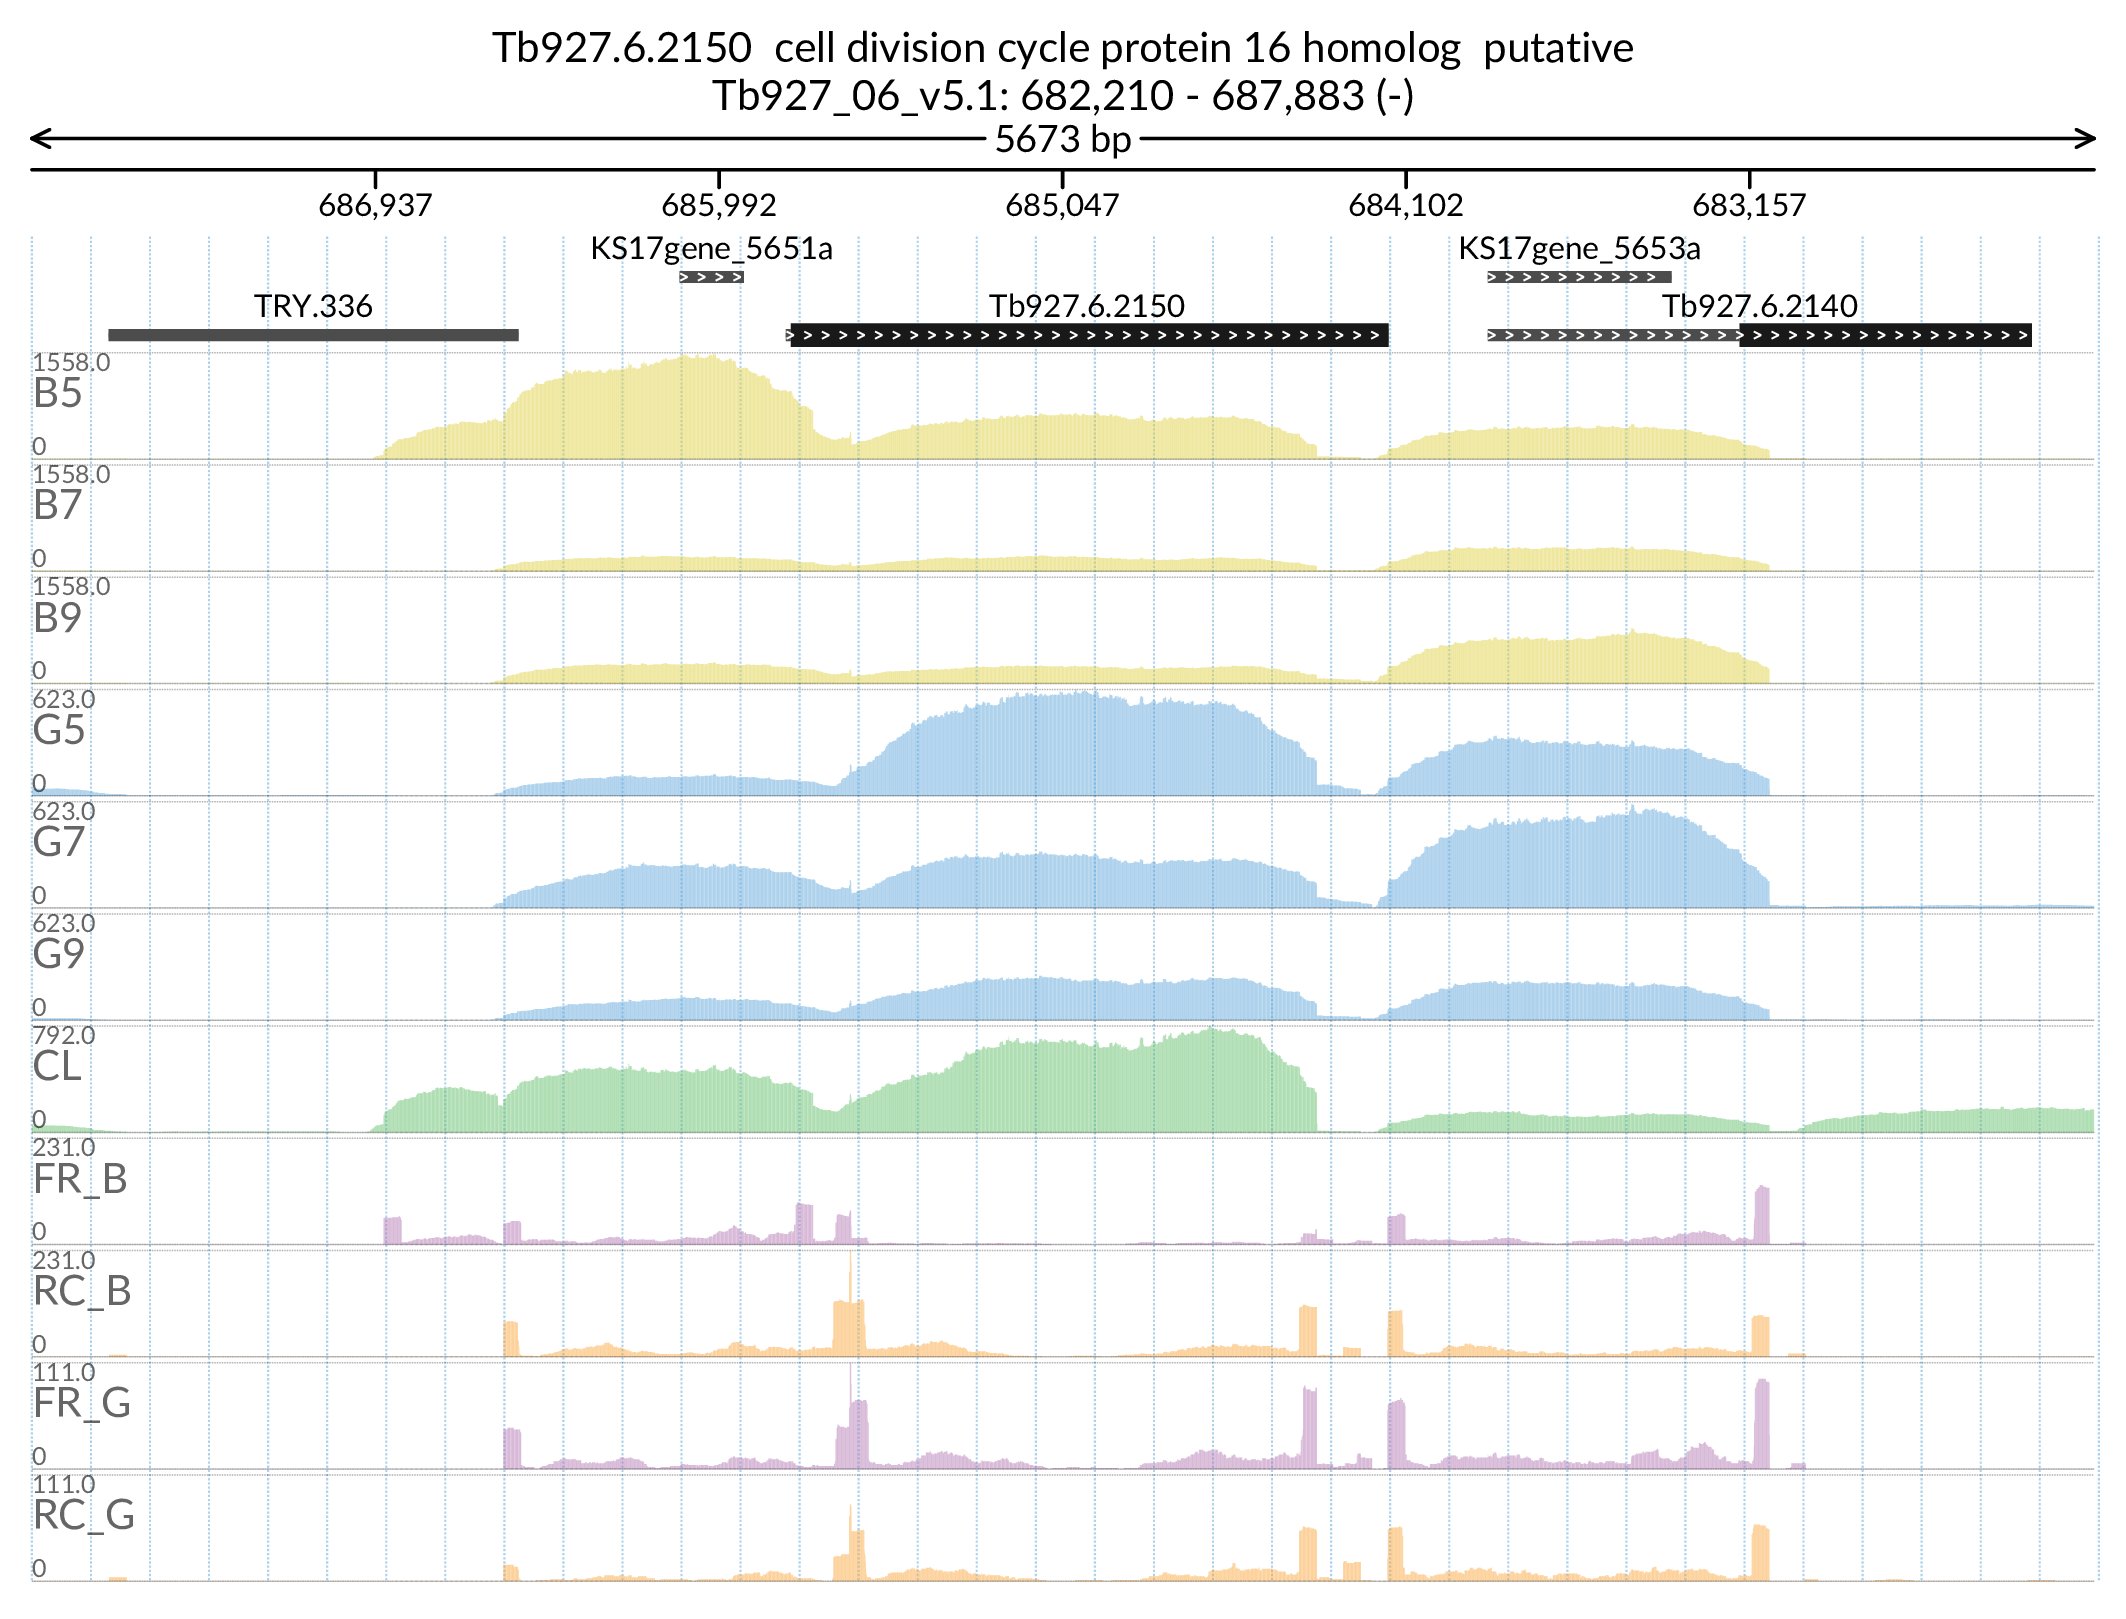 Tb927.6.2150  cell division cycle protein 16 homolog  putative
Tb927_06_v5.1: 682,210 - 687,883 (-)
5673 bp
686,937 685,992 685,047 684,102 683,157
KS17gene_5651a KS17gene_5653a
TRY.336 Tb927.6.2150 Tb927.6.2140
1558.0
B5
0
1558.0
B7
0
1558.0
B9
0
623.0
G5
0
623.0
G7
0
623.0
G9
0
792.0
CL
0
231.0
FR_B
0
231.0
RC_B
0
111.0
FR_G
0
111.0
RC_G
0